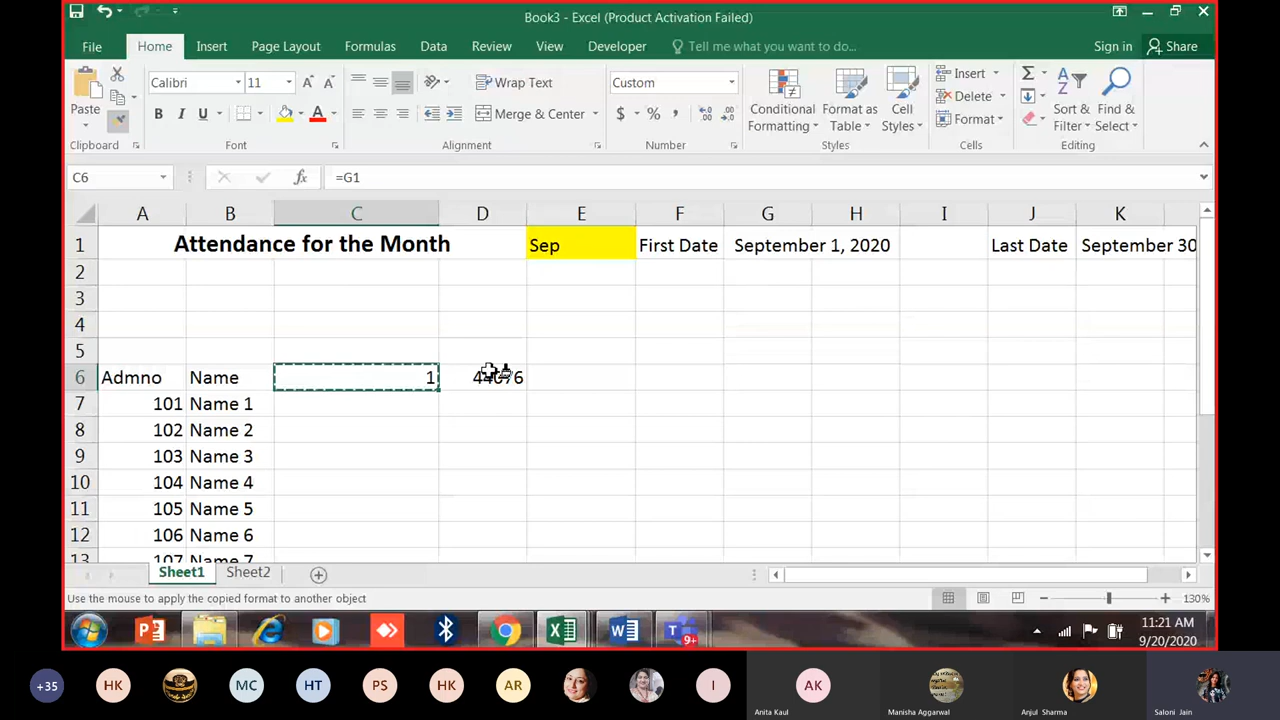 Book3 - Excel (Product Activation Failed)
File Home Insert Page Layout Formulas Data Review View Developer Tell me what you want to do... Sign in Share
Calibri 11 Wrap Text Custom Insert
Paste B I U Merge & Center $ % Conditional Formatting Format as Table Cell Styles Delete Format Sort & Filter Find & Select
Clipboard Font Alignment Number Styles Cells Editing
C6 fx =G1
A B C D E F G H I J K
1 Attendance for the Month Sep First Date September 1, 2020 Last Date September 30
2
3
4
5
6 Admno Name 1
7 101 Name 1
8 102 Name 2
9 103 Name 3
10 104 Name 4
11 105 Name 5
12 106 Name 6
13 107 Name 7
Sheet1 Sheet2
Use the mouse to apply the copied format to another object 130%
9+ 11:21 AM
9/20/2020
+35 HK MC HT PS HK AR I AK
Anita Kaul Manisha Aggarwal Anjul Sharma Saloni Jain